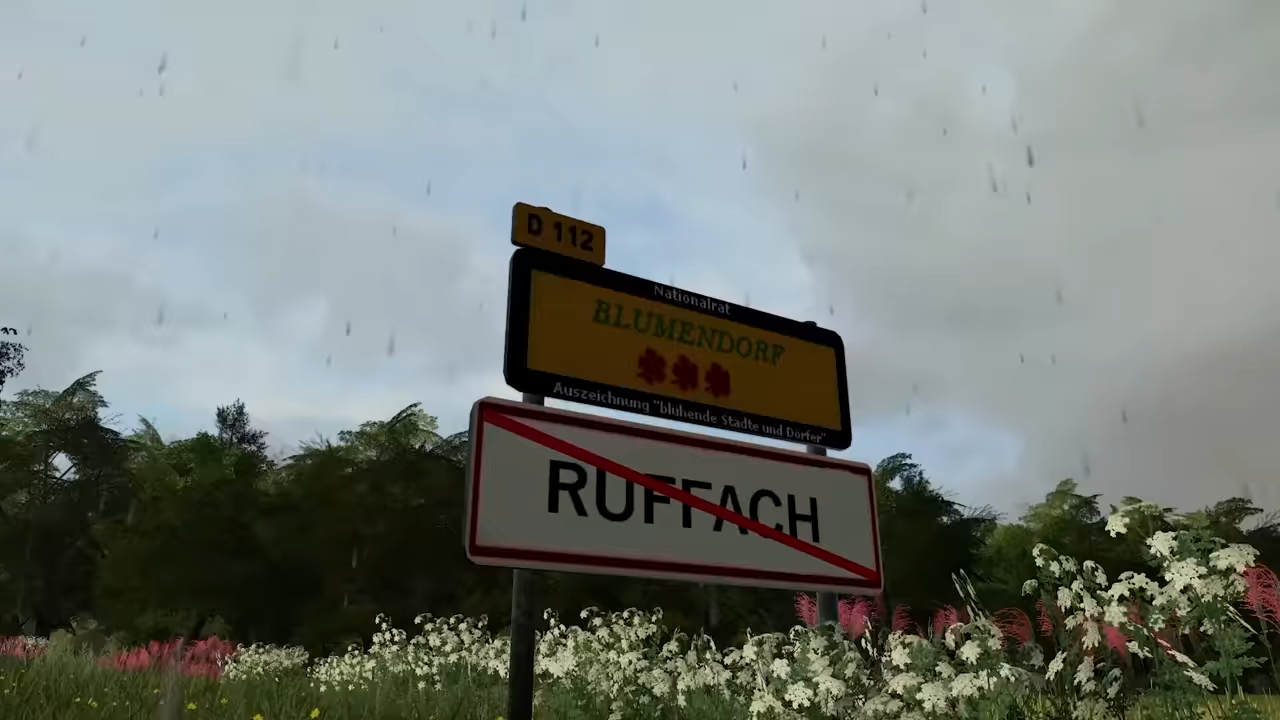 D 112
Nationalrat
BLUMENDORF
Auszeichnung "bluhende Stadte und Dorfer"
RUFFACH